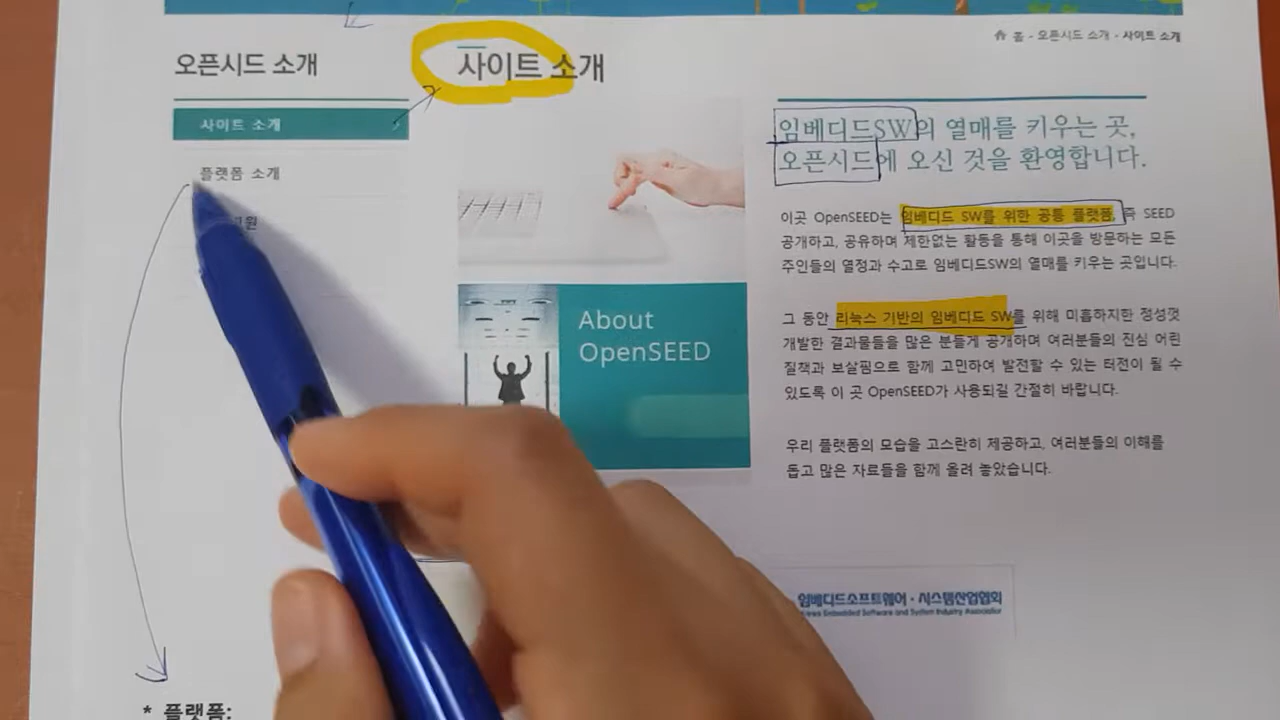 홈 - 오픈시드 소개 - 사이트 소개
오픈시드 소개
사이트 소개
플랫폼 소개
사이트 소개
About
OpenSEED
임베디드SW의 열매를 키우는 곳,
오픈시드에 오신 것을 환영합니다.
이곳 OpenSEED는 임베디드 SW를 위한 공통 플랫폼, 즉 SEED
공개하고, 공유하며 제한없는 활동을 통해 이곳을 방문하는 모든
주인들의 열정과 수고로 임베디드SW의 열매를 키우는 곳입니다.
그 동안 리눅스 기반의 임베디드 SW를 위해 미흡하지만 정성껏
개발한 결과물들을 많은 분들게 공개하며 여러분들의 진심 어린
질책과 보살핌으로 함께 고민하여 발전할 수 있는 터전이 될 수
있도록 이 곳 OpenSEED가 사용되길 간절히 바랍니다.
우리 플랫폼의 모습을 고스란히 제공하고, 여러분들의 이해를
돕고 많은 자료들을 함께 올려 놓았습니다.
임베디드소프트웨어 · 시스템산업협회
Embedded Software and System Industry Association
* 플랫폼: